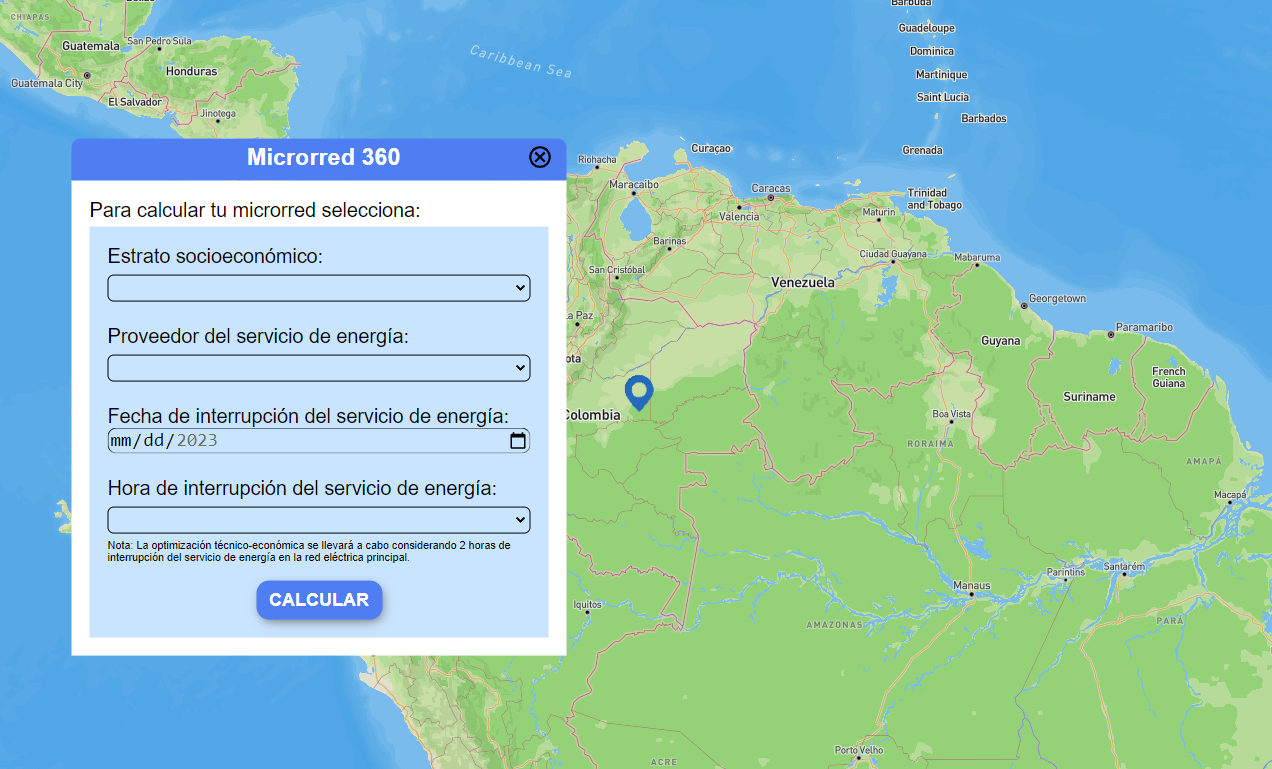 Microrred 360
Para calcular tu microrred selecciona:
Estrato socioeconómico:
Proveedor del servicio de energía:
Fecha de interrupción del servicio de energía:
mm/dd/2023
Hora de interrupción del servicio de energía:
Nota: La optimización técnico-económica se llevará a cabo considerando 2 horas de
interrupción del servicio de energía en la red eléctrica principal.
CALCULAR
CHIAPAS
Guatemala
San Pedro Sula
Honduras
Guatemala City
El Salvador
Jinotega
Caribbean Sea
Barbuda
Guadeloupe
Dominica
Martinique
Saint Lucia
Barbados
Grenada
Trinidad
and Tobago
Curaçao
Riohacha
Maracaibo
Caracas
Valencia
Maturin
Barinas
Ciudad Guayana
Mabaruma
San Cristóbal
Venezuela
Georgetown
La Paz
Paramaribo
Guyana
ota
French
Guiana
Suriname
Colombia
Boa Vista
RORAIMA
AMAPÁ
Macapá
Santarém
Parintins
Manaus
Iquitos
AMAZONAS
PARÁ
Porto Velho
ACRE